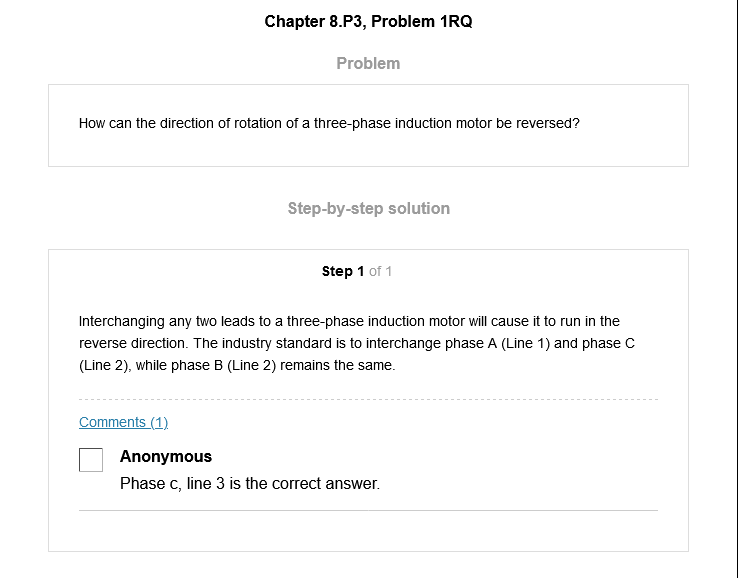 Chapter 8.P3, Problem 1RQ
Problem
How can the direction of rotation of a three-phase induction motor be reversed?
Step-by-step solution
Step 1 of 1
Interchanging any two leads to a three-phase induction motor will cause it to run in the
reverse direction. The industry standard is to interchange phase A (Line 1) and phase C
(Line 2), while phase B (Line 2) remains the same.
Comments (1)
Anonymous
Phase c, line 3 is the correct answer.